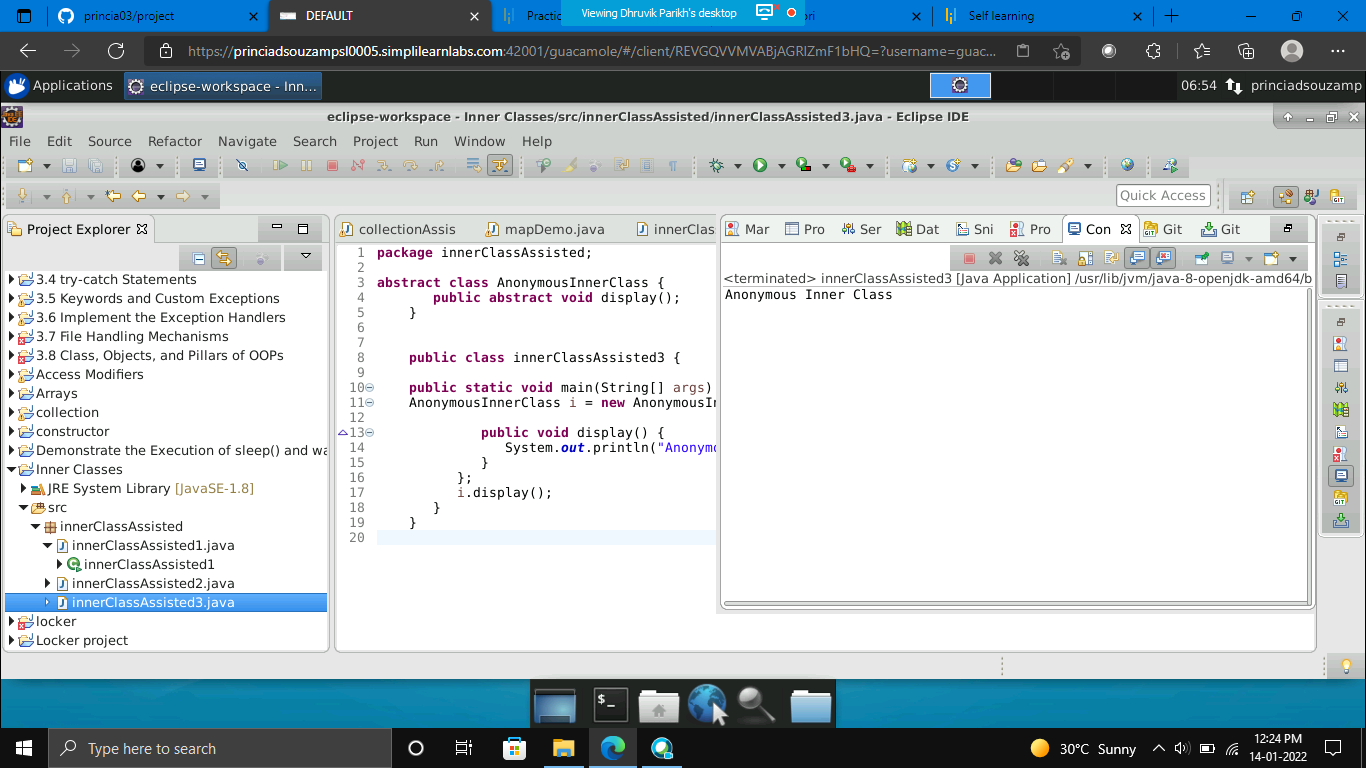 princia03/project
DEFAULT
Practic
Viewing Dhruvik Parikh's desktop
ori
Self learning
https://princiadsouzampsl0005.simplilearnlabs.com:42001/guacamole/#/client/REVGQVVMVABjAGRlZmF1bHQ=?username=guac...
Applications
eclipse-workspace - Inn...
06:54
princiadsouzamp
eclipse-workspace - Inner Classes/src/innerClassAssisted/innerClassAssisted3.java - Eclipse IDE
File Edit Source Refactor Navigate Search Project Run Window Help
Quick Access
Project Explorer
3.4 try-catch Statements
3.5 Keywords and Custom Exceptions
3.6 Implement the Exception Handlers
3.7 File Handling Mechanisms
3.8 Class, Objects, and Pillars of OOPs
Access Modifiers
Arrays
collection
constructor
Demonstrate the Execution of sleep() and wa
Inner Classes
JRE System Library [JavaSE-1.8]
src
innerClassAssisted
innerClassAssisted1.java
innerClassAssisted1
innerClassAssisted2.java
innerClassAssisted3.java
locker
Locker project
collectionAssis
mapDemo.java
innerClas
1 package innerClassAssisted;
2
3 abstract class AnonymousInnerClass {
4 public abstract void display();
5 }
6
7
8 public class innerClassAssisted3 {
9
10 public static void main(String[] args)
11 AnonymousInnerClass i = new AnonymousIn
12
13 public void display() {
14 System.out.println("Anonymo
15 }
16 };
17 i.display();
18 }
19 }
20
Mar Pro Ser Dat Sni Pro Con Git Git
<terminated> innerClassAssisted3 [Java Application] /usr/lib/jvm/java-8-openjdk-amd64/b
Anonymous Inner Class
Type here to search
30°C Sunny
12:24 PM
14-01-2022